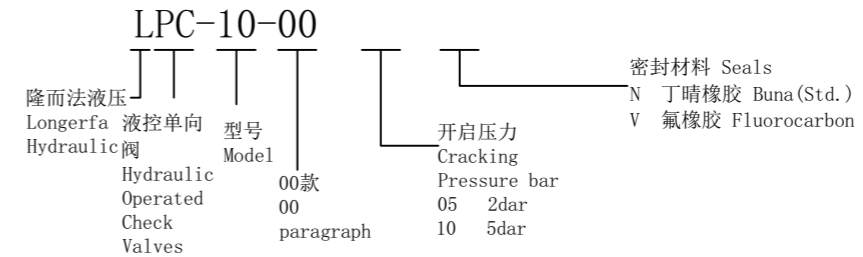 LPC-10-00
隆而法液压
Longerfa
Hydraulic
液控单向
阀
Hydraulic
Operated
Check
Valves
型号
Model
00款
00
paragraph
开启压力
Cracking
Pressure bar
05 2dar
10 5dar
密封材料 Seals
N 丁晴橡胶 Buna(Std.)
V 氟橡胶 Fluorocarbon